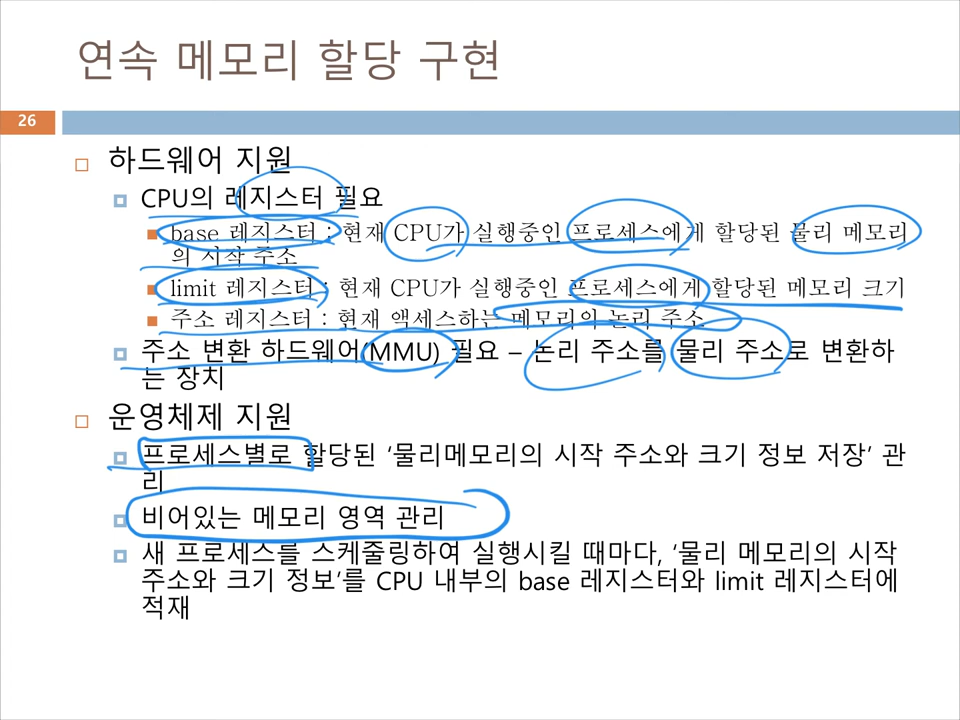 연속 메모리 할당 구현
26
하드웨어 지원
CPU의 레지스터 필요
base 레지스터 : 현재 CPU가 실행중인 프로세스에게 할당된 물리 메모리
의 시작 주소
limit 레지스터 : 현재 CPU가 실행중인 프로세스에게 할당된 메모리 크기
주소 레지스터 : 현재 액세스하는 메모리의 논리 주소
주소 변환 하드웨어(MMU) 필요 – 논리 주소를 물리 주소로 변환하
는 장치
운영체제 지원
프로세스별로 할당된 ‘물리메모리의 시작 주소와 크기 정보 저장’ 관
리
비어있는 메모리 영역 관리
새 프로세스를 스케줄링하여 실행시킬 때마다, ‘물리 메모리의 시작
주소와 크기 정보’를 CPU 내부의 base 레지스터와 limit 레지스터에
적재